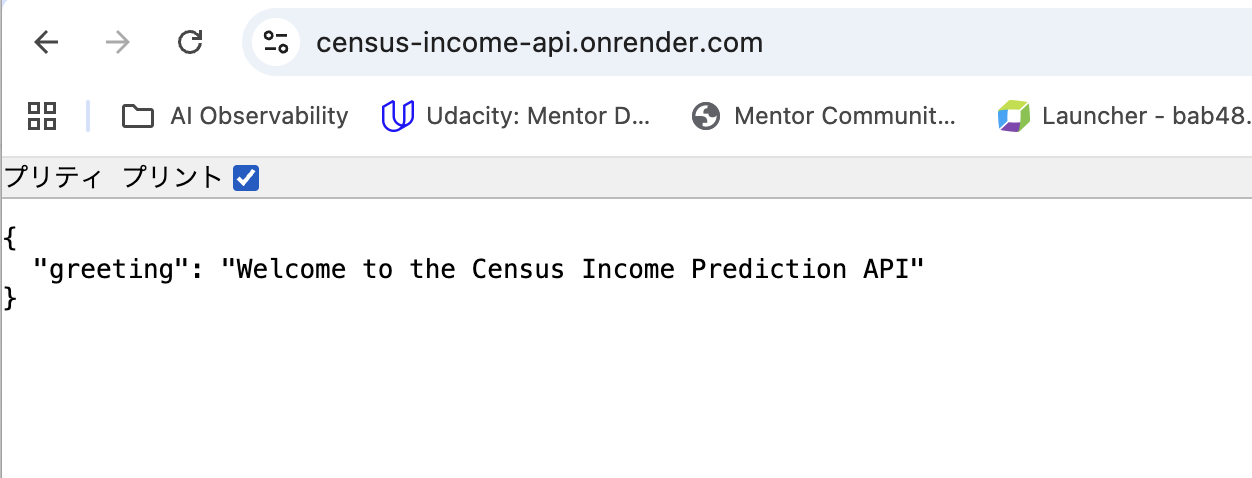 census-income-api.onrender.com
AI Observability Udacity: Mentor D... Mentor Communit... Launcher - bab48.
プリティ プリント
{
"greeting": "Welcome to the Census Income Prediction API"
}